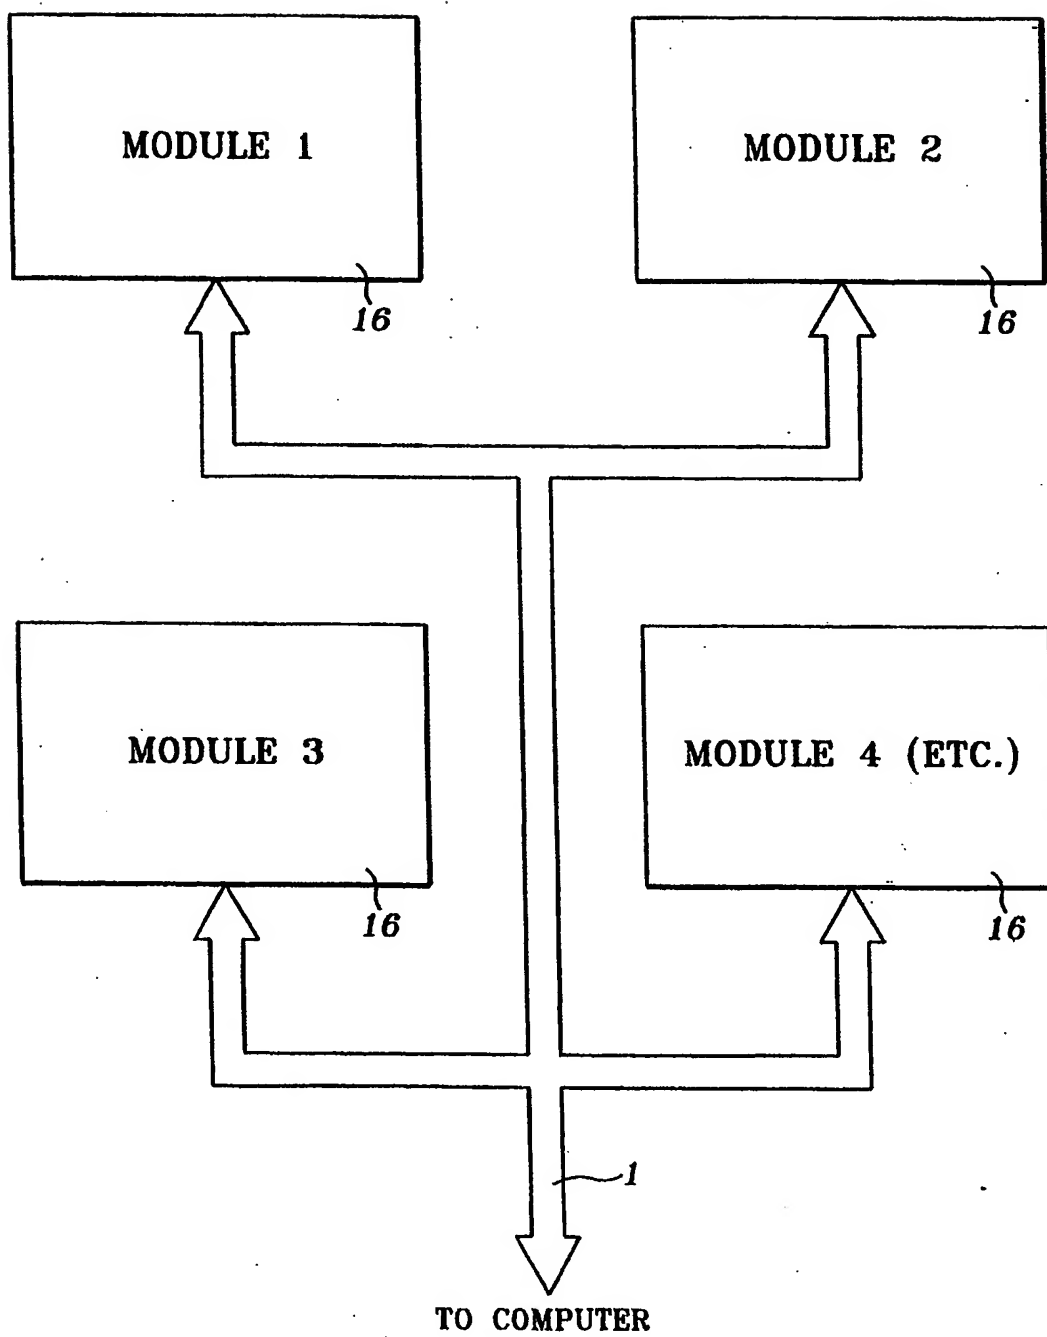 MODULE 1
MODULE 2
16
16
MODULE 3
MODULE 4 (ETC.)
16
16
1
TO COMPUTER